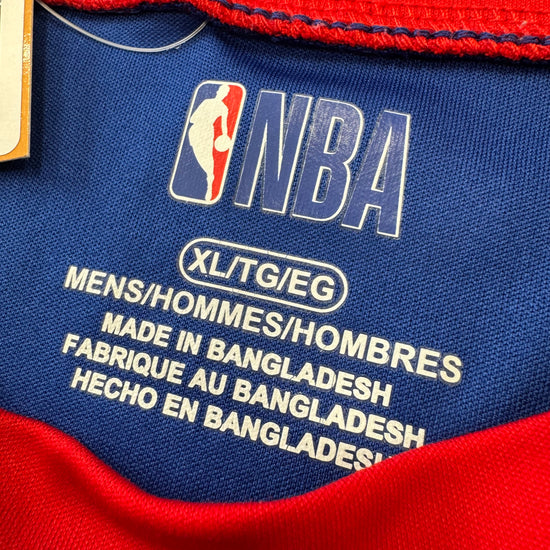 NBA
XL/TG/EG
MENS/HOMMES/HOMBRES
MADE IN BANGLADESH
FABRIQUE AU BANGLADESH
HECHO EN BANGLADESH